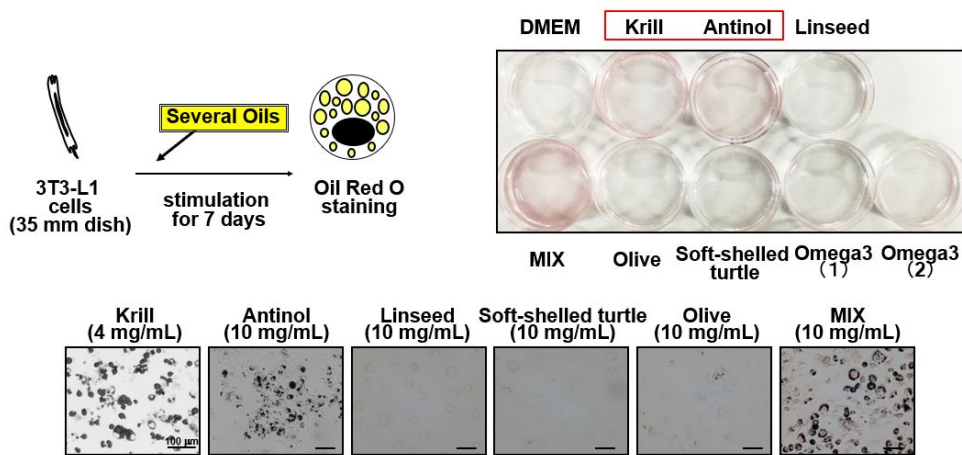 DMEM Krill Antinol Linseed
Several Oils
3T3-L1
cells
(35 mm dish)
stimulation
for 7 days
Oil Red O
staining
MIX Olive Soft-shelled
turtle Omega3
(1) Omega3
(2)
Krill
(4 mg/mL)
Antinol
(10 mg/mL)
Linseed
(10 mg/mL)
Soft-shelled turtle
(10 mg/mL)
Olive
(10 mg/mL)
MIX
(10 mg/mL)
100 μm